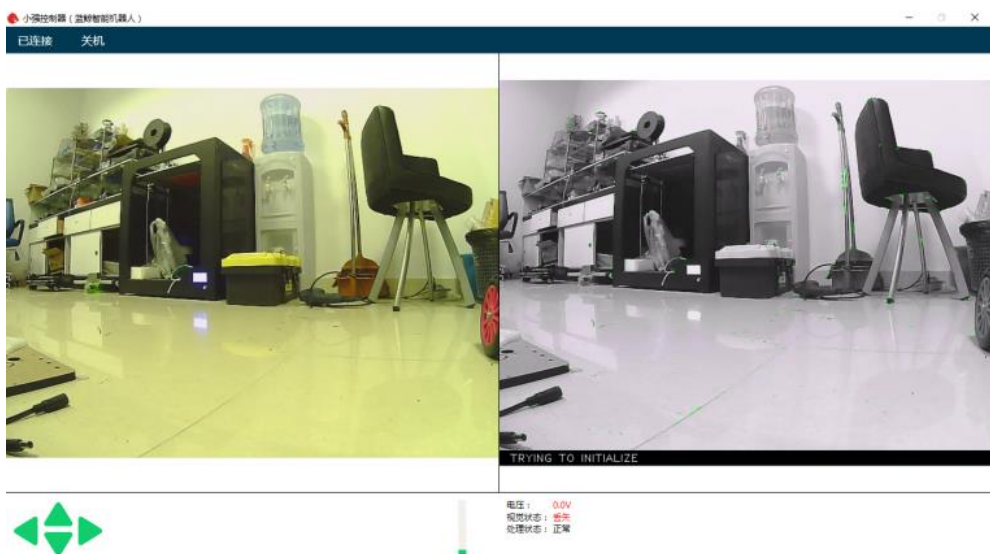 小强控制器（蓝鲸智能机器人）
已连接 关机
TRYING TO INITIALIZE
电压： 0.0V
视觉状态： 丢失
处理状态： 正常